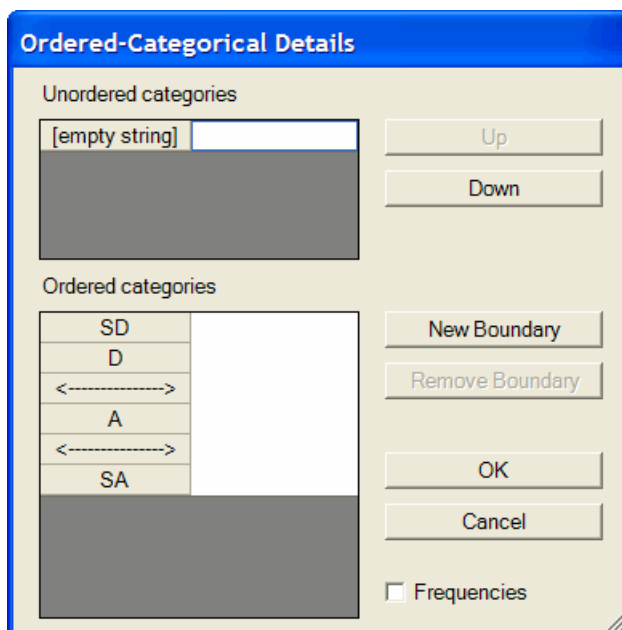 Ordered-Categorical Details
Unordered categories
[empty string]
Up
Down
Ordered categories
SD
D
<--------------->
A
<--------------->
SA
New Boundary
Remove Boundary
OK
Cancel
Frequencies